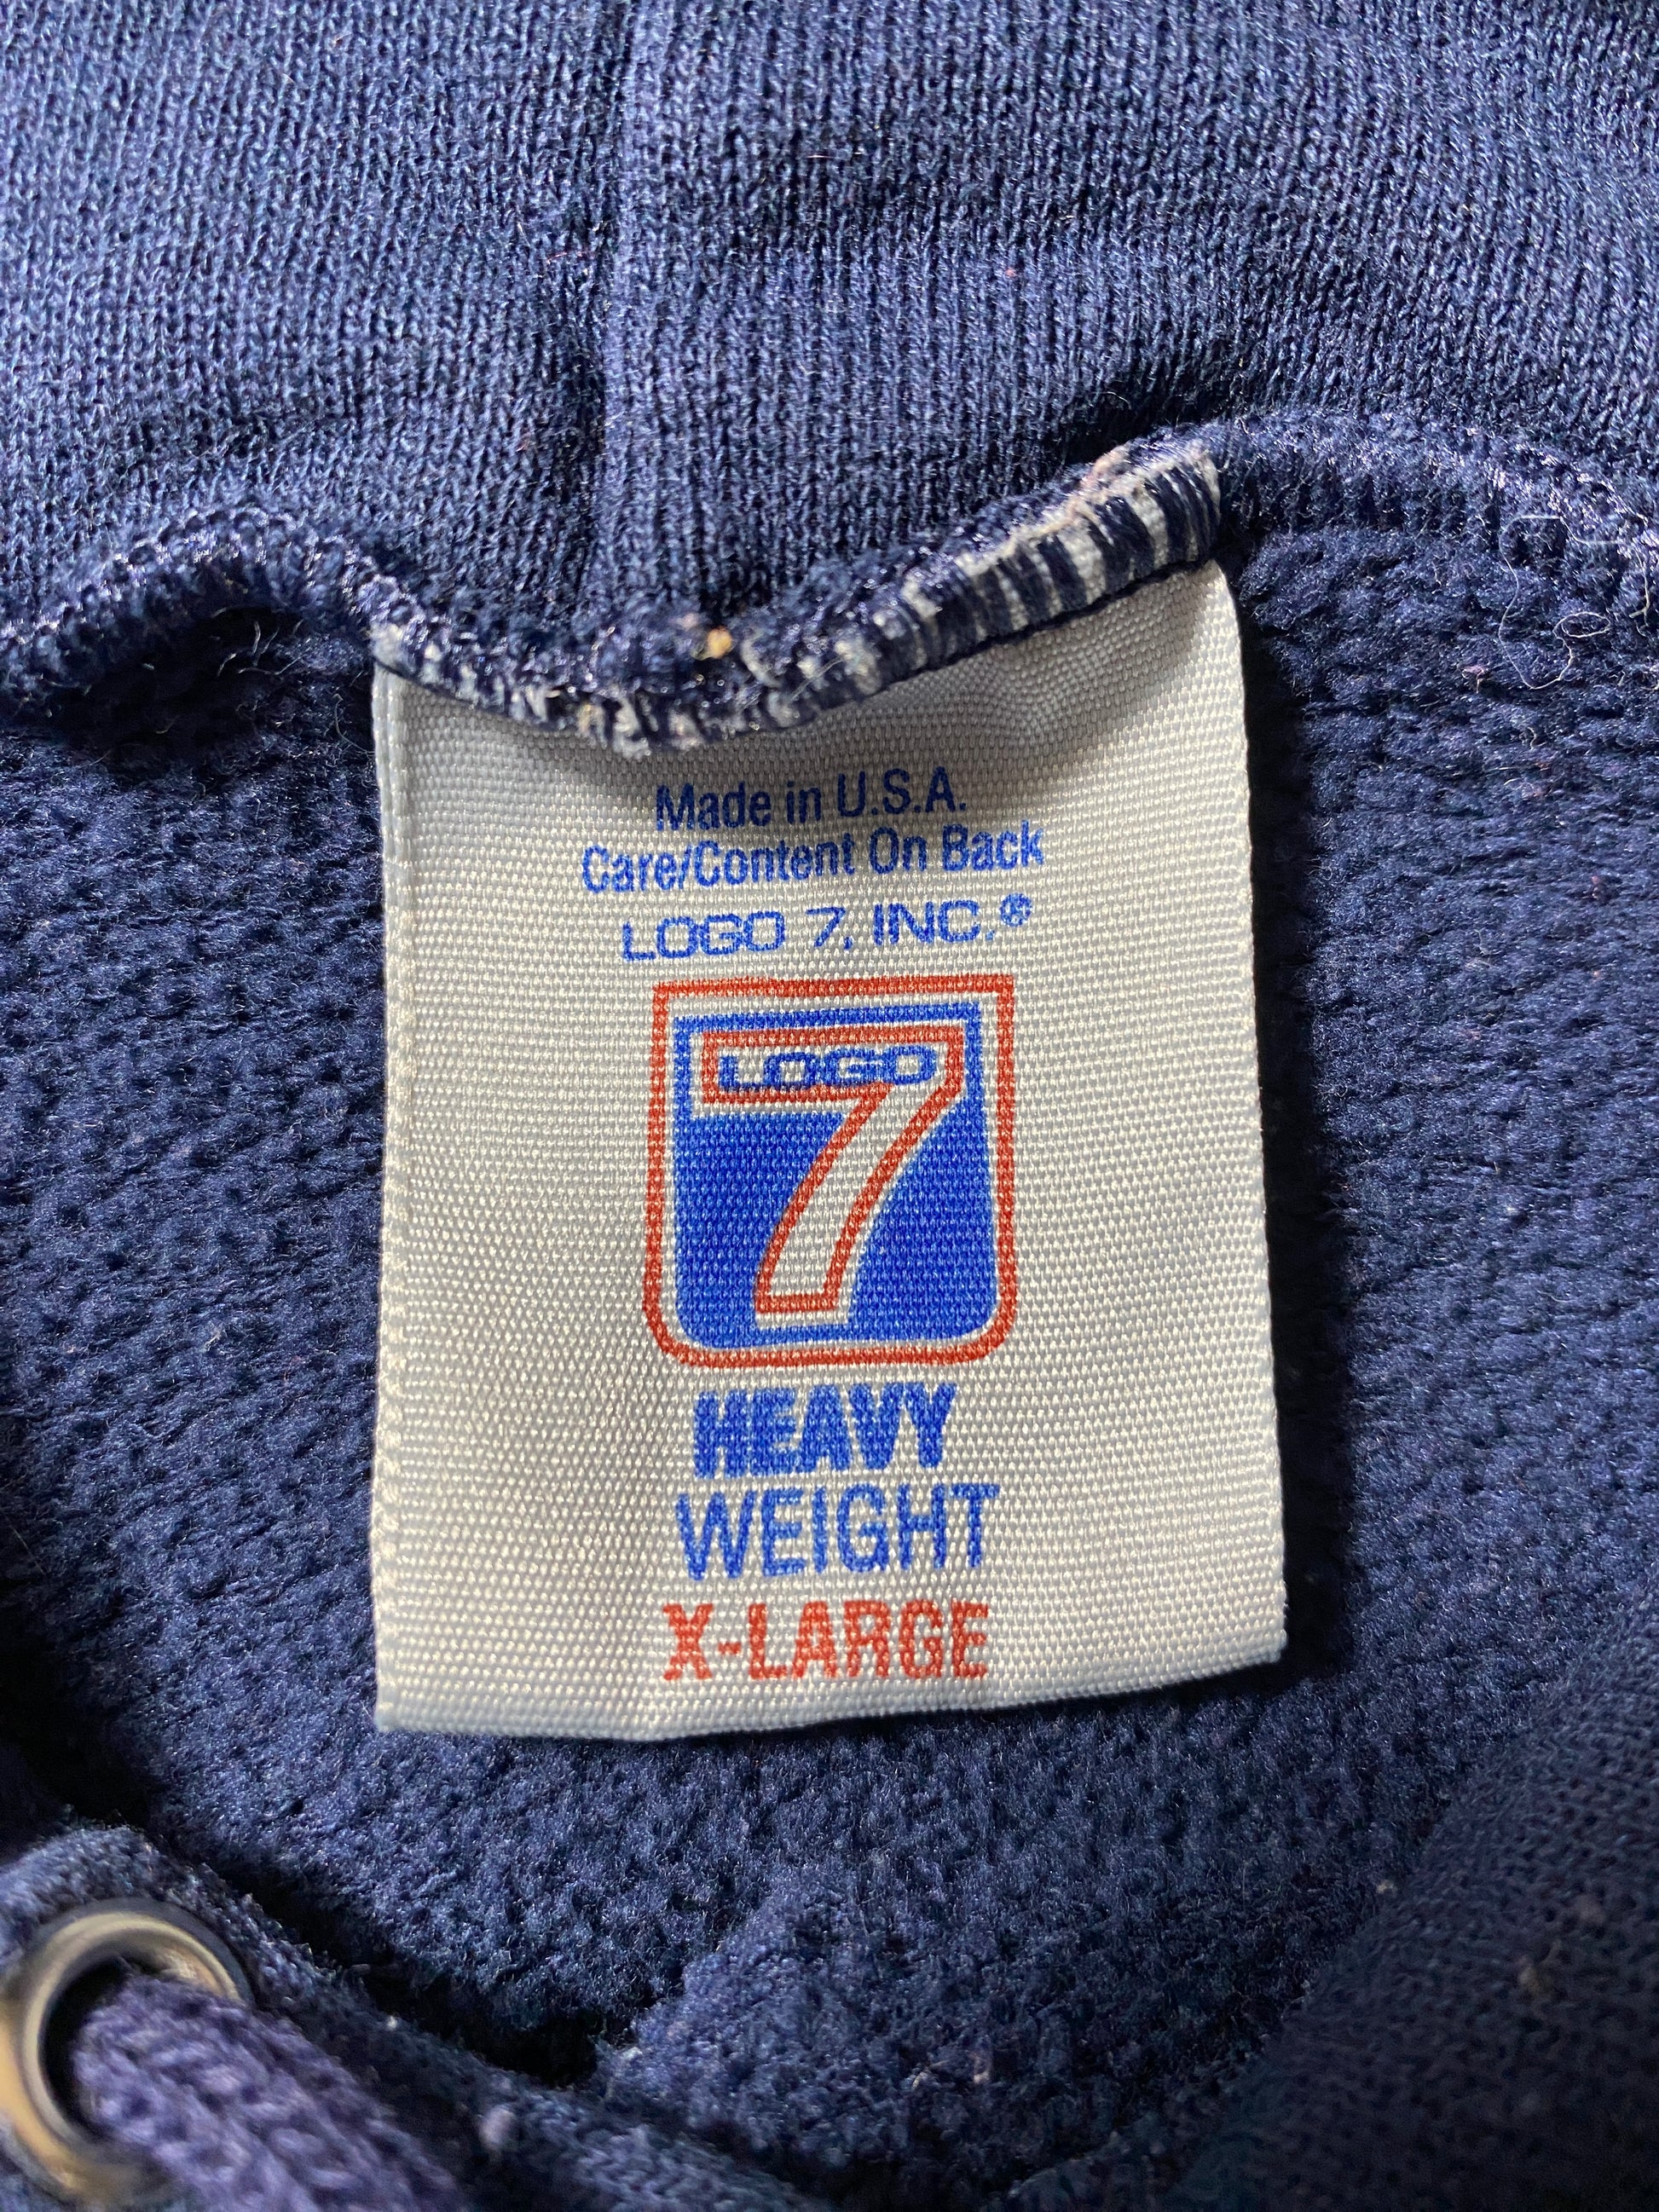 Made in U.S.A.
Care/Content On Back
LOGO 7, INC.®
LOGO
7
HEAVY
WEIGHT
X-LARGE